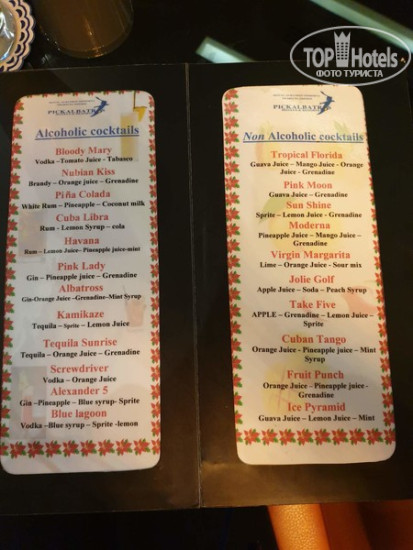 TOP Hotels
ФОТО ТУРИСТА
PICKALBATROS
Alcoholic cocktails
Bloody Mary
Vodka –Tomato Juice - Tabasco
Nubian Kiss
Brandy – Orange juice – Grenadine
Piña Colada
White Rum – Pineapple – Coconut milk
Cuba Libra
Rum – Lemon Syrup – cola
Havana
Rum – Lemon Juice– Pineapple juice-mint
Pink Lady
Gin – Pineapple juice – Grenadine
Albatross
Gin-Orange Juice -Grenadine-Mint Syrup
Kamikaze
Tequila – Sprite – Lemon Juice
Tequila Sunrise
Tequila – Orange Juice – Grenadine
Screwdriver
Vodka – Orange Juice
Alexander 5
Gin –Pineapple – Blue syrup- Sprite
Blue lagoon
Vodka –Blue syrup – Sprite -lemon
PICKALBATROS
Non Alcoholic cocktails
Tropical Florida
Guava Juice – Mango Juice - Orange
Juice - Grenadine
Pink Moon
Guava Juice – Grenadine
Sun Shine
Sprite – Lemon Juice - Grenadine
Moderna
Pineapple Juice – Mango Juice –
Grenadine
Virgin Margarita
Lime – Orange Juice - Sour mix
Jolie Golf
Apple Juice – Soda – Peach Syrup
Take Five
APPLE – Grenadine – Lemon Juice –
Sprite
Cuban Tango
Orange Juice - Pineapple juice – Mint
Syrup
Fruit Punch
Orange Juice - Pineapple juice -
Grenadine
Ice Pyramid
Guava Juice – Lemon Juice – Mint